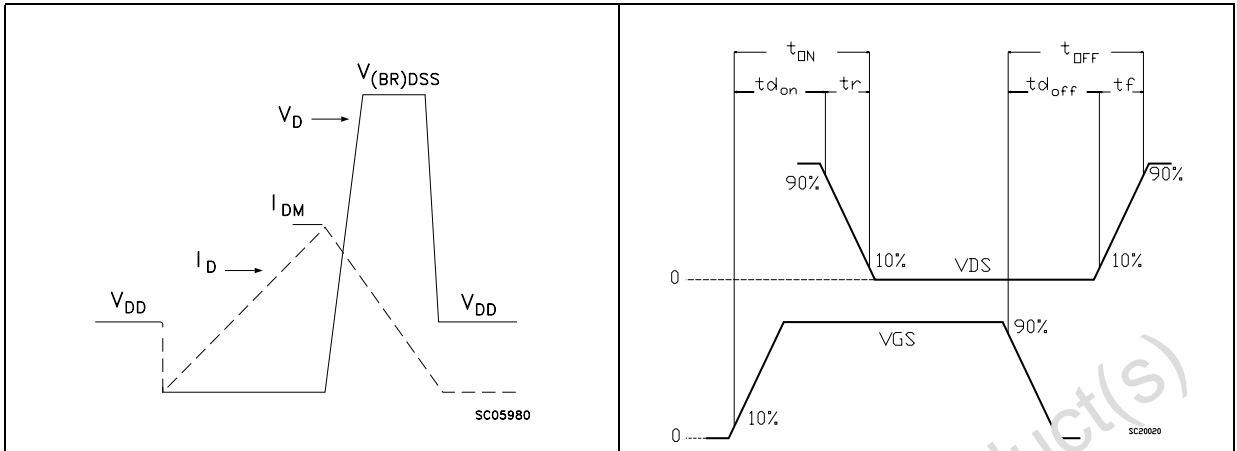 V(BR)DSS
VD
IDM
ID
VDD
VDD
SC05980
tON
tOFF
tdon
tr
tdoff
tf
90%
90%
10%
10%
0
VDS
90%
VGS
10%
0
duct(s)
SC20020